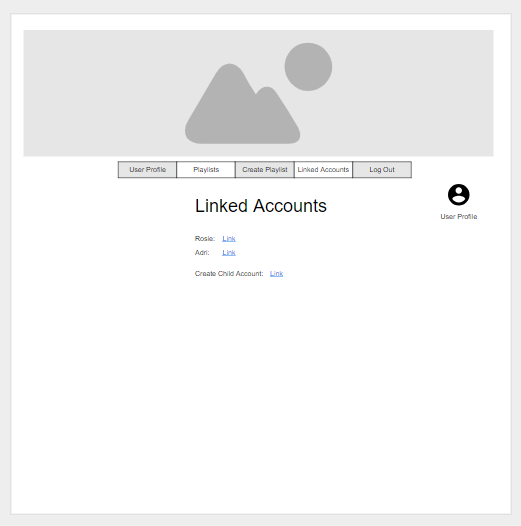 User Profile Playlists Create Playlist Linked Accounts Log Out
Linked Accounts
User Profile
Rosie: Link
Adri: Link
Create Child Account: Link